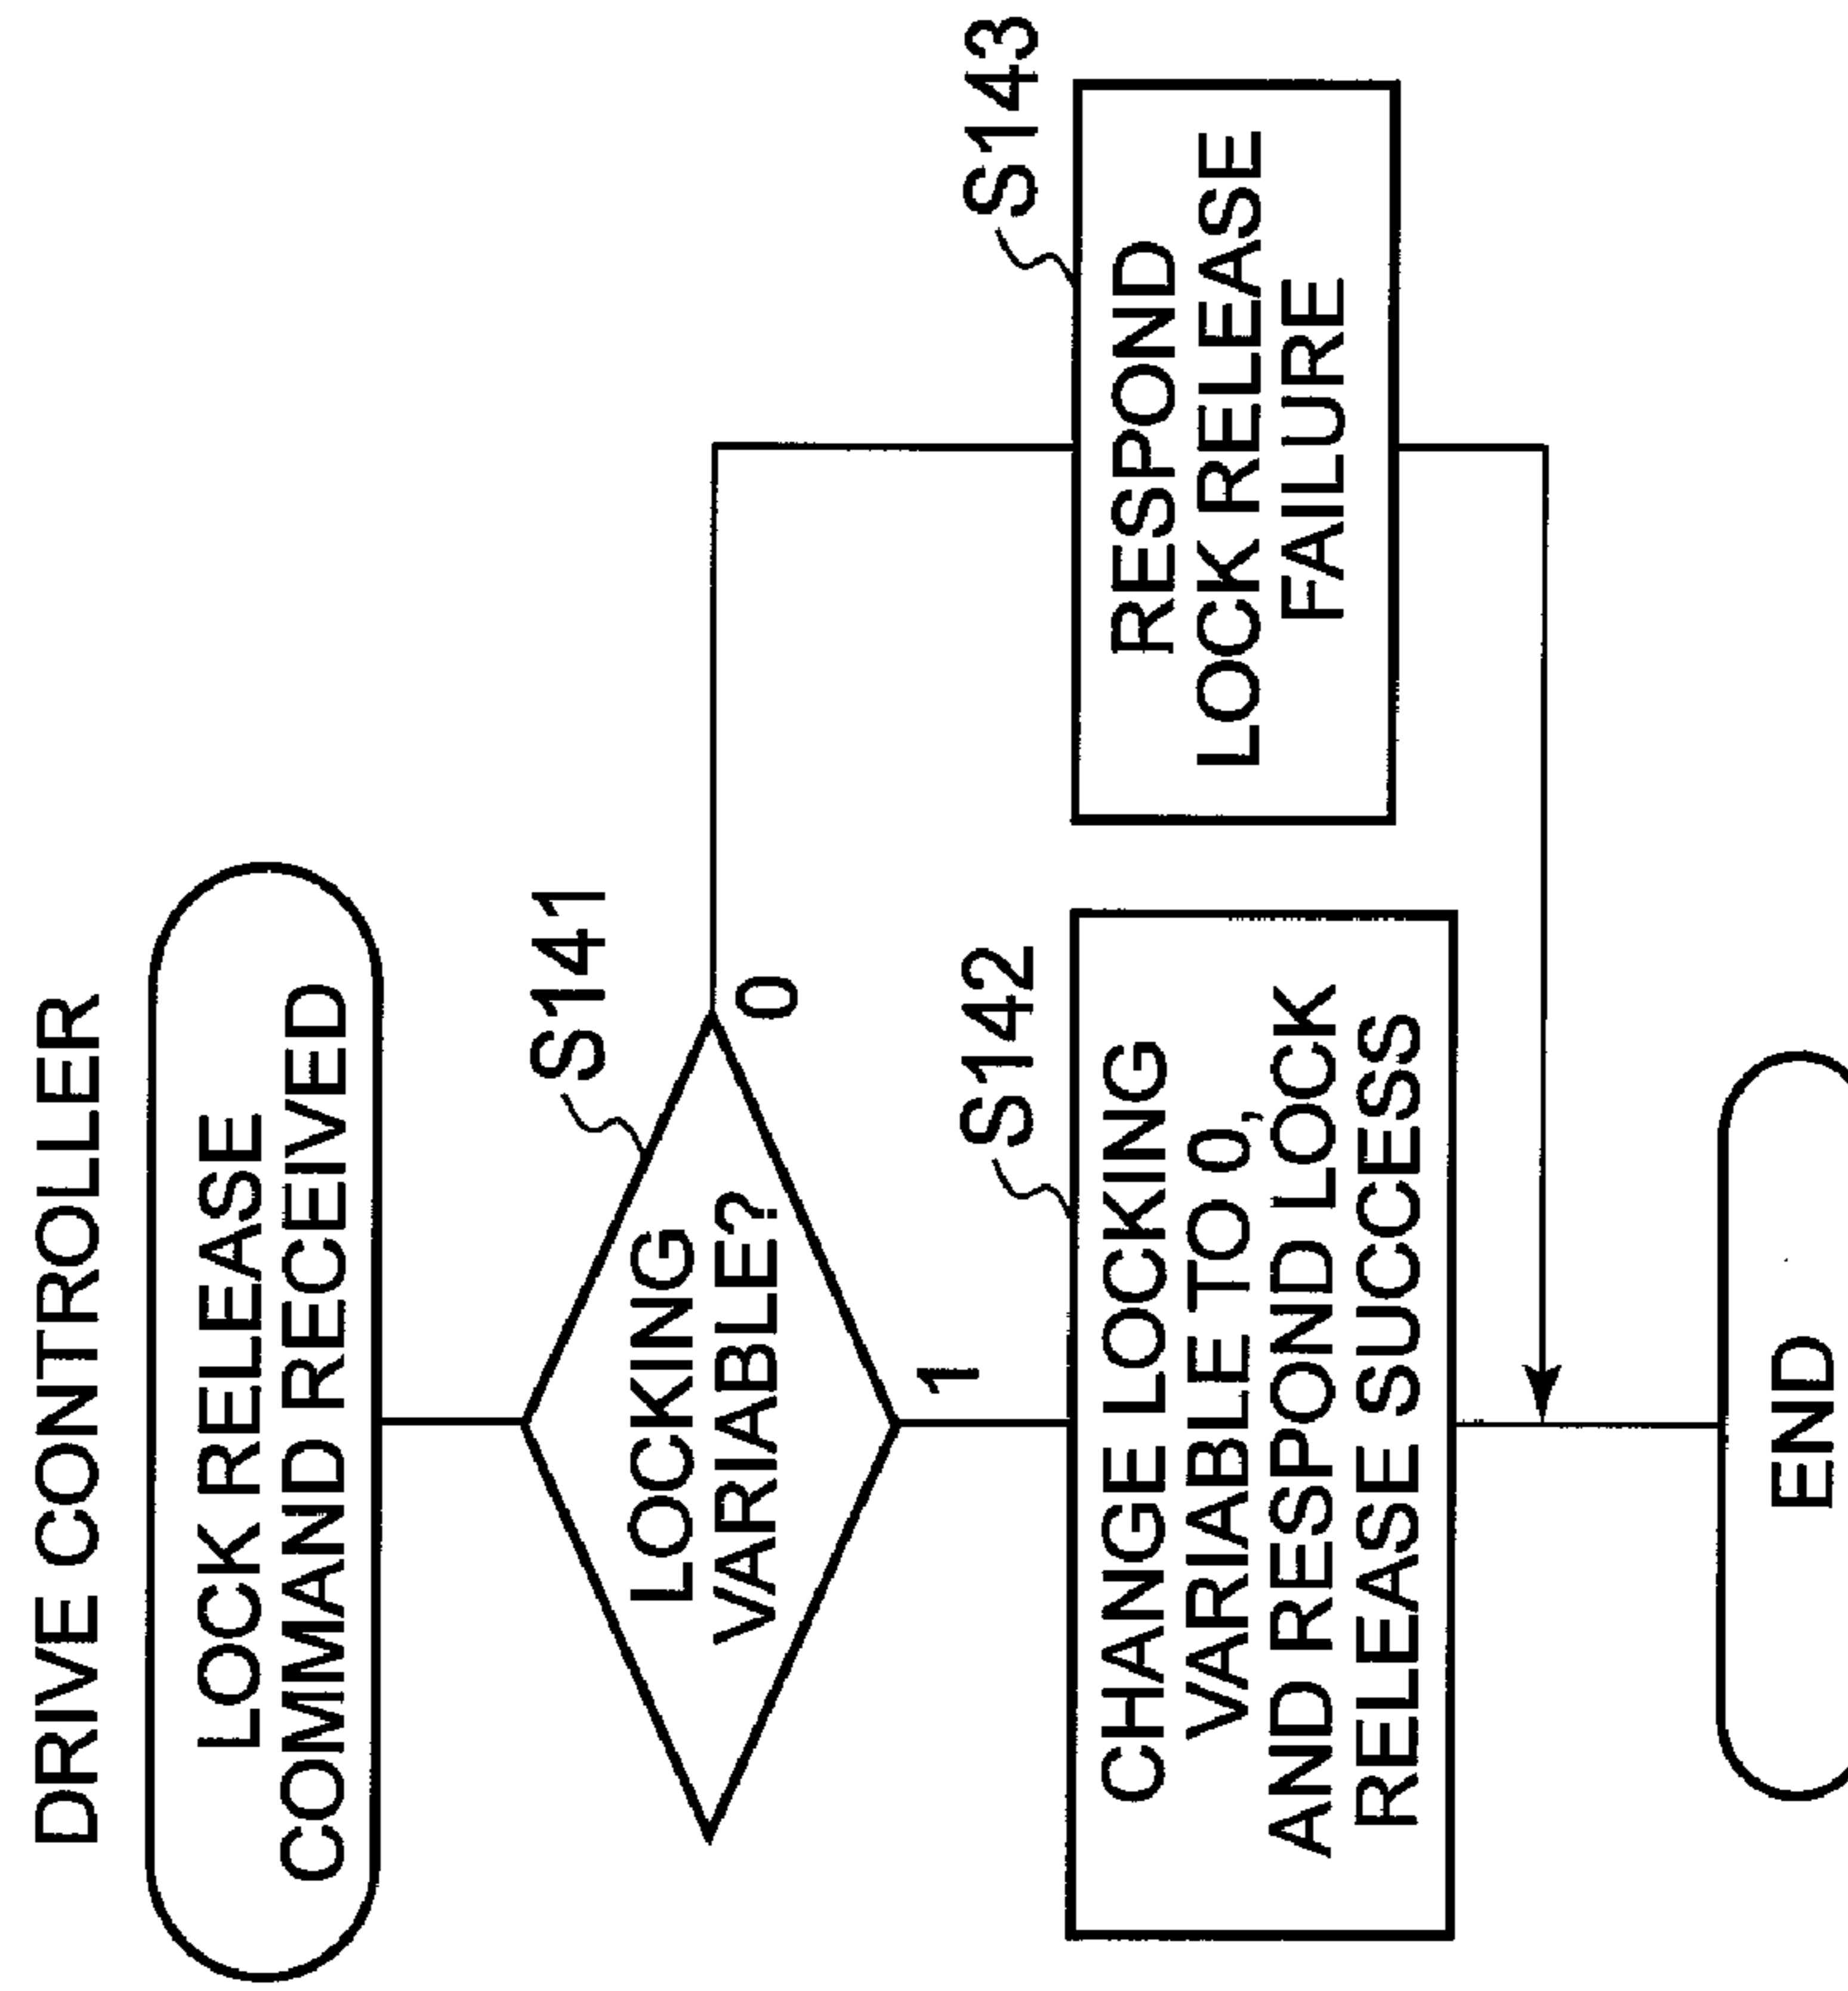 DRIVE CONTROLLER
LOCK RELEASE
COMMAND RECEIVED
S141
LOCKING
VARIABLE?
0
1
S142
CHANGE LOCKING
VARIABLE TO 0,
AND RESPOND LOCK
RELEASE SUCCESS
S143
RESPOND
LOCK RELEASE
FAILURE
END